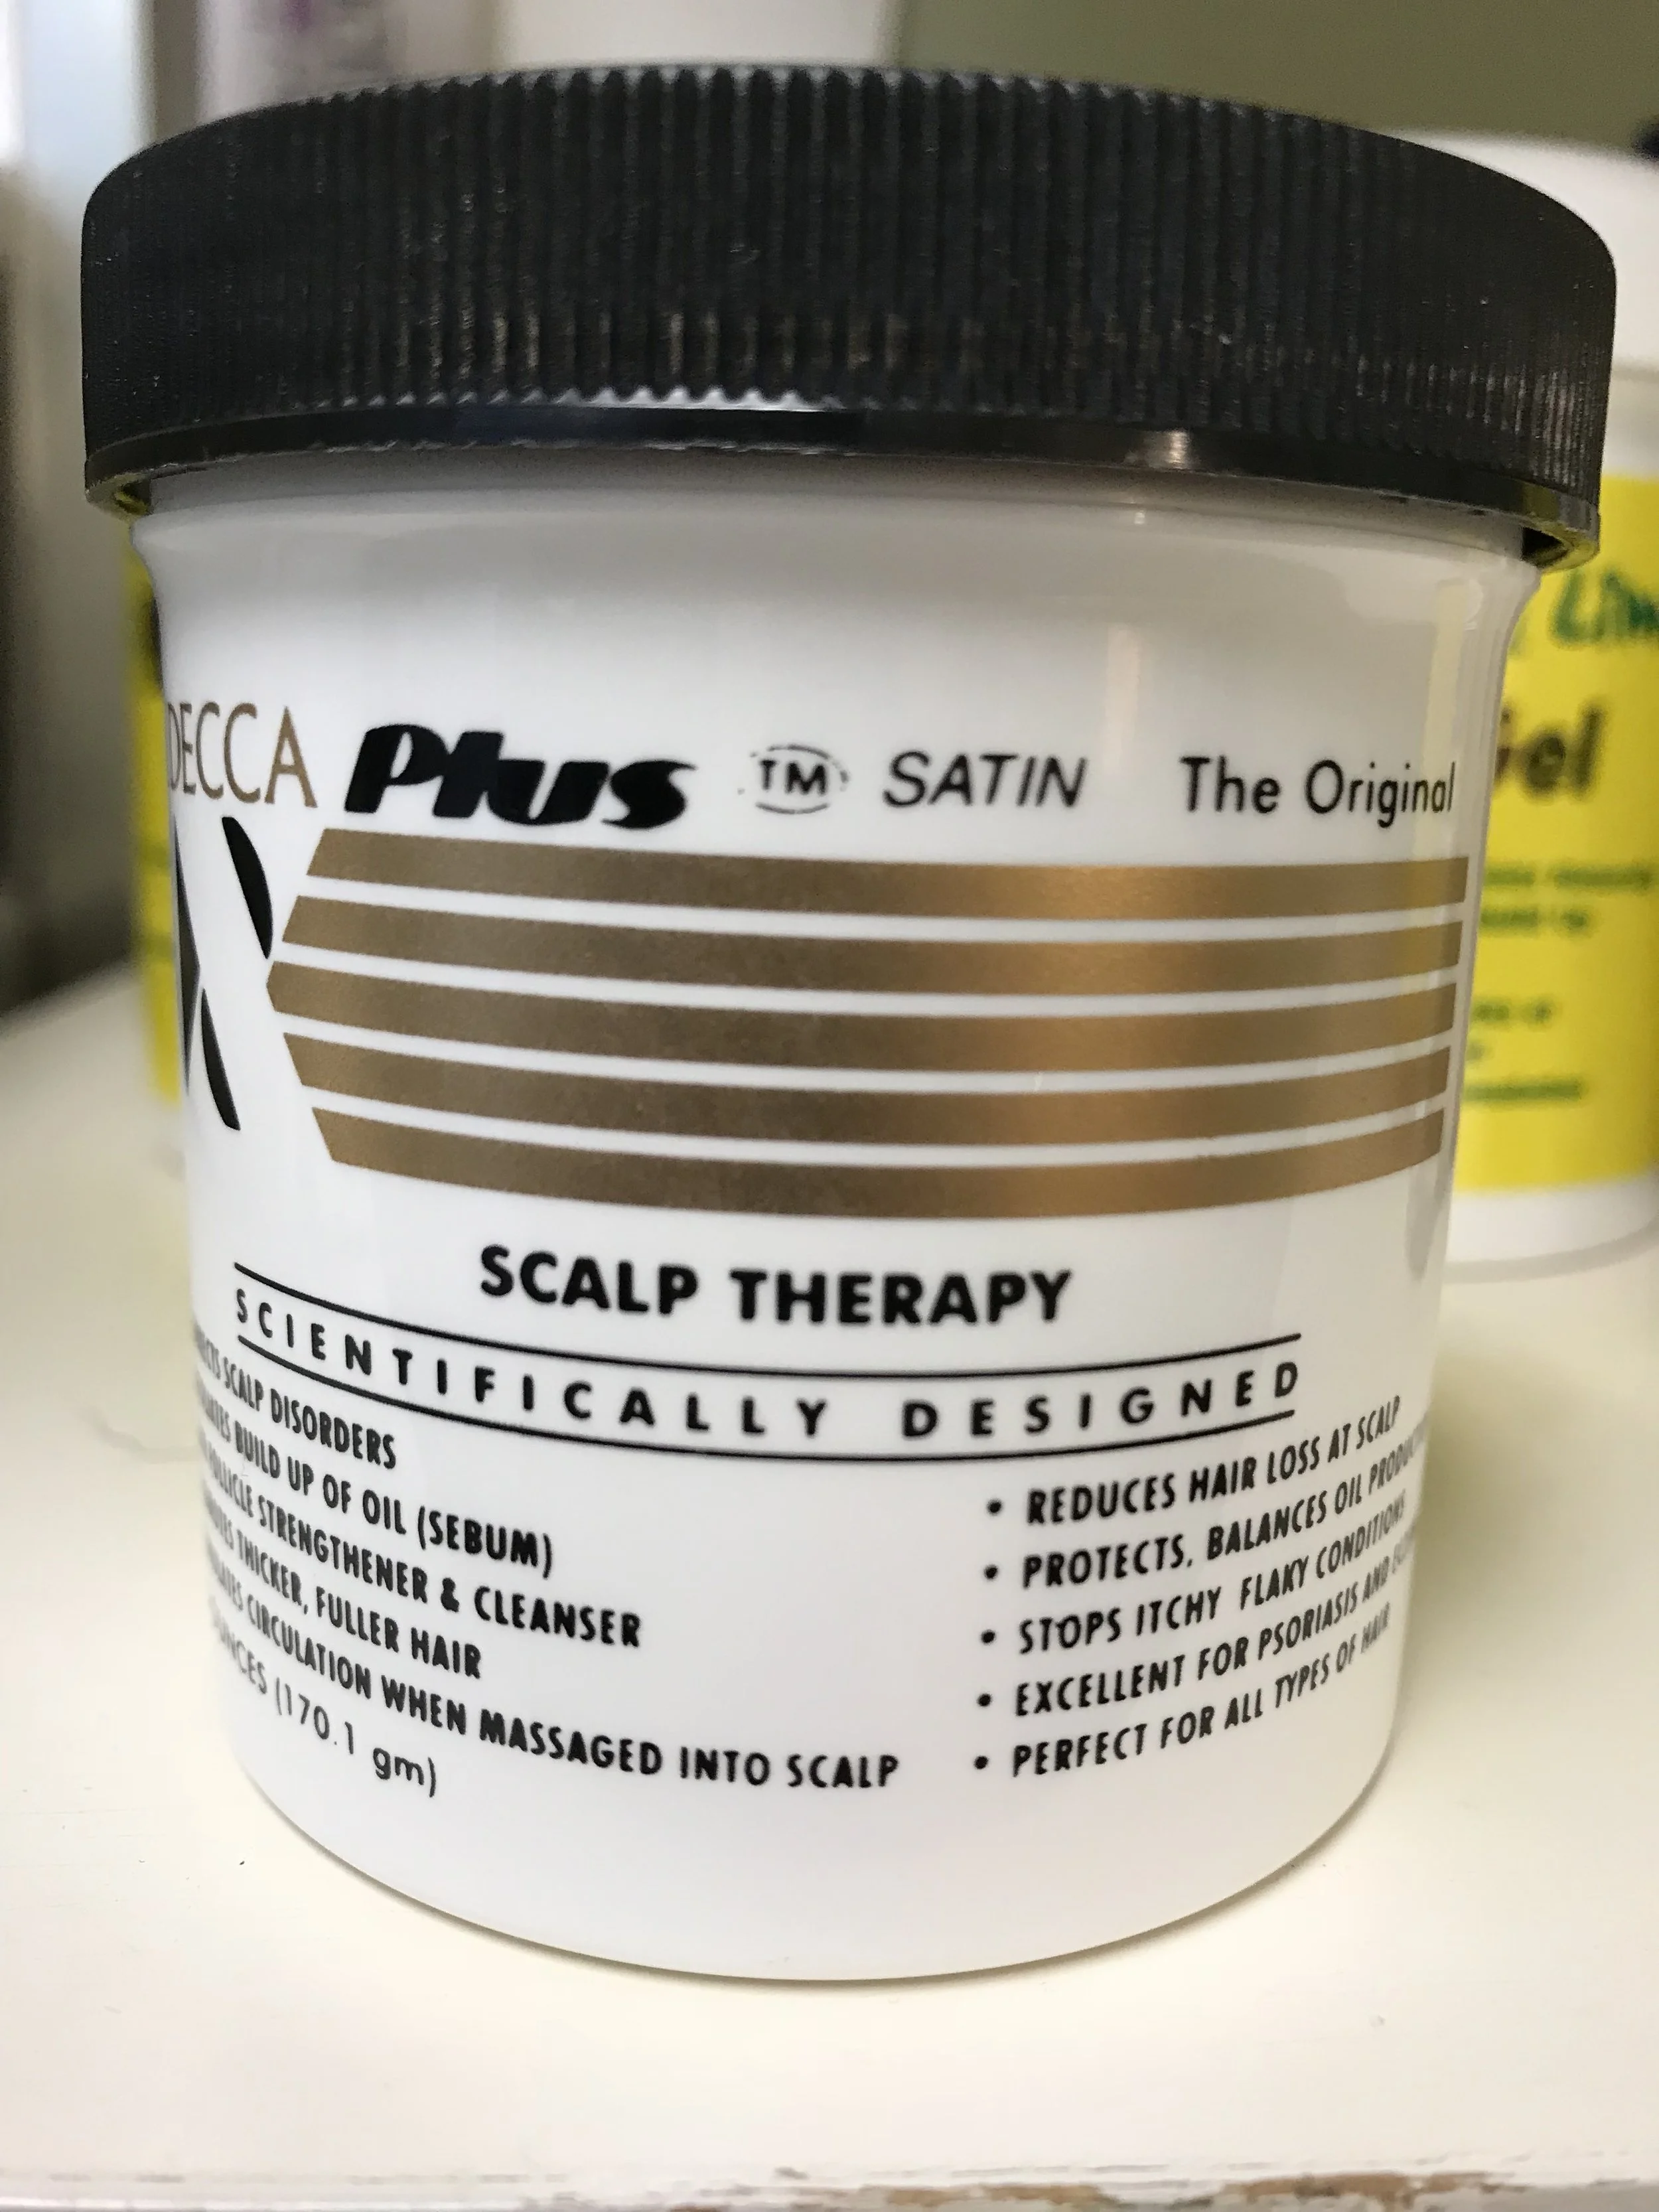 DECCA Plus TM SATIN The Original
SCALP THERAPY
SCIENTIFICALLY DESIGNED
SCALP DISORDERS
BUILD UP OF OIL (SEBUM)
FOLLICLE STRENGTHENER & CLEANSER
THICKER, FULLER HAIR
CIRCULATION WHEN MASSAGED INTO SCALP
(170.1 gm)
• REDUCES HAIR LOSS AT SCALP
• PROTECTS, BALANCES OIL
• STOPS ITCHY FLAKY CONDITIONS
• EXCELLENT FOR PSORIASIS AND
• PERFECT FOR ALL TYPES OF HAIR
Gel